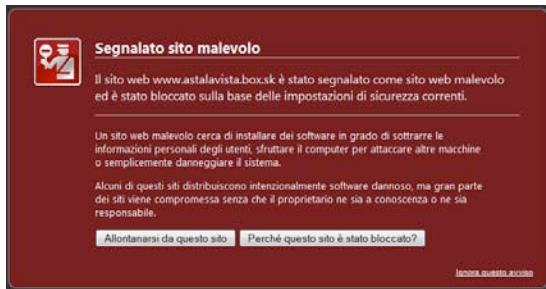 Segnalato sito malevolo
Il sito web www.astalavista.box.sk è stato segnalato come sito web malevolo
ed è stato bloccato sulla base delle impostazioni di sicurezza correnti.
Un sito web malevolo cerca di installare dei software in grado di sottrarre le
informazioni personali degli utenti, sfruttare il computer per attaccare altre macchine
o semplicemente danneggiare il sistema.
Alcuni di questi siti distribuiscono intenzionalmente software dannoso, ma gran parte
dei siti viene compromessa senza che il proprietario ne sia a conoscenza o ne sia
responsabile.
Allontanarsi da questo sito Perché questo sito è stato bloccato?
Ignora questo avviso